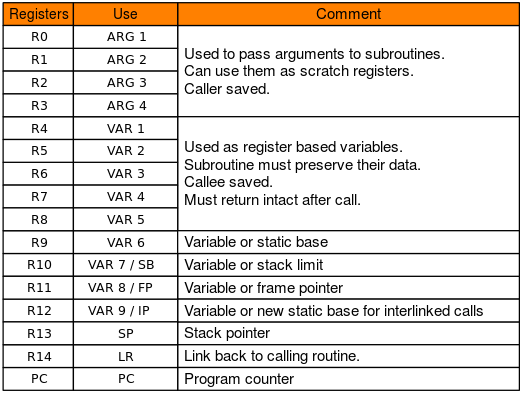 Registers Use Comment
R0 ARG 1
R1 ARG 2
R2 ARG 3
R3 ARG 4
Used to pass arguments to subroutines.
Can use them as scratch registers.
Caller saved.
R4 VAR 1
R5 VAR 2
R6 VAR 3
R7 VAR 4
R8 VAR 5
Used as register based variables.
Subroutine must preserve their data.
Callee saved.
Must return intact after call.
R9 VAR 6 Variable or static base
R10 VAR 7 / SB Variable or stack limit
R11 VAR 8 / FP Variable or frame pointer
R12 VAR 9 / IP Variable or new static base for interlinked calls
R13 SP Stack pointer
R14 LR Link back to calling routine.
PC PC Program counter